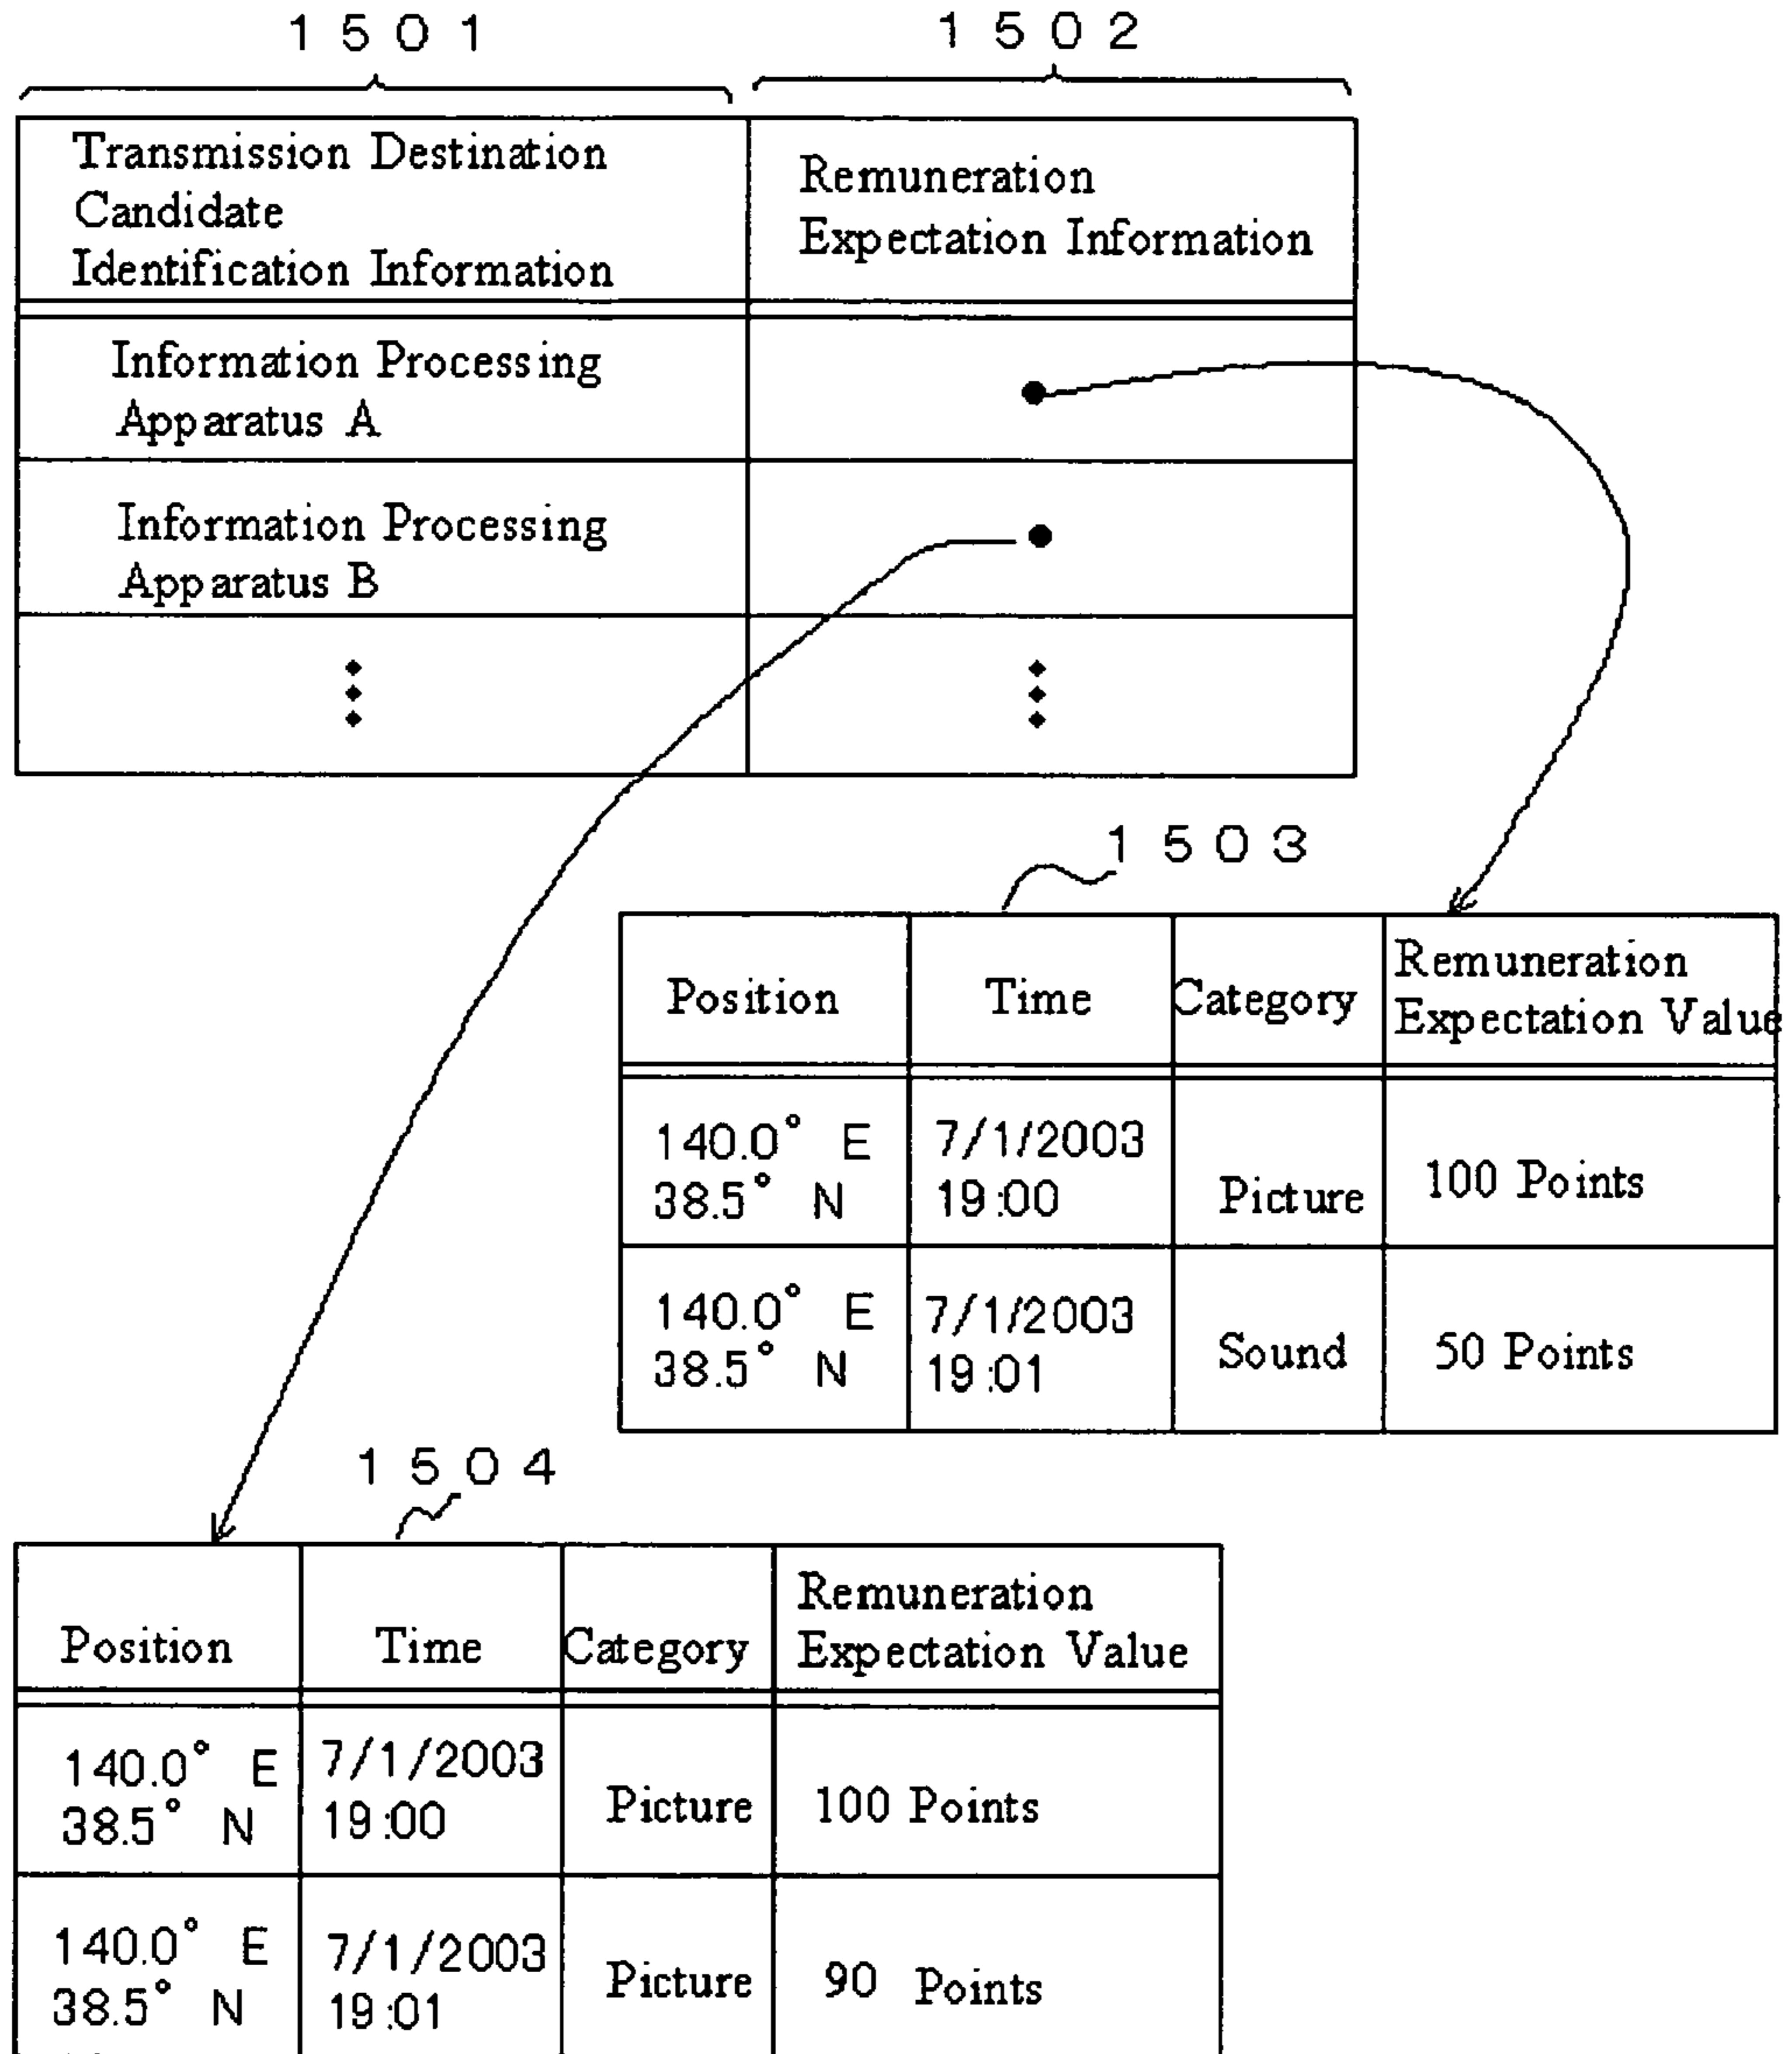 1501
1502
Transmission Destination
Candidate
Identification Information
Remuneration
Expectation Information
Information Processing
Apparatus A
Information Processing
Apparatus B
1503
Position
Time
Category
Remuneration
Expectation Value
140.0° E
38.5° N
7/1/2003
19:00
Picture
100 Points
140.0° E
38.5° N
7/1/2003
19:01
Sound
50 Points
1504
Position
Time
Category
Remuneration
Expectation Value
140.0° E
38.5° N
7/1/2003
19:00
Picture
100 Points
140.0° E
38.5° N
7/1/2003
19:01
Picture
90 Points